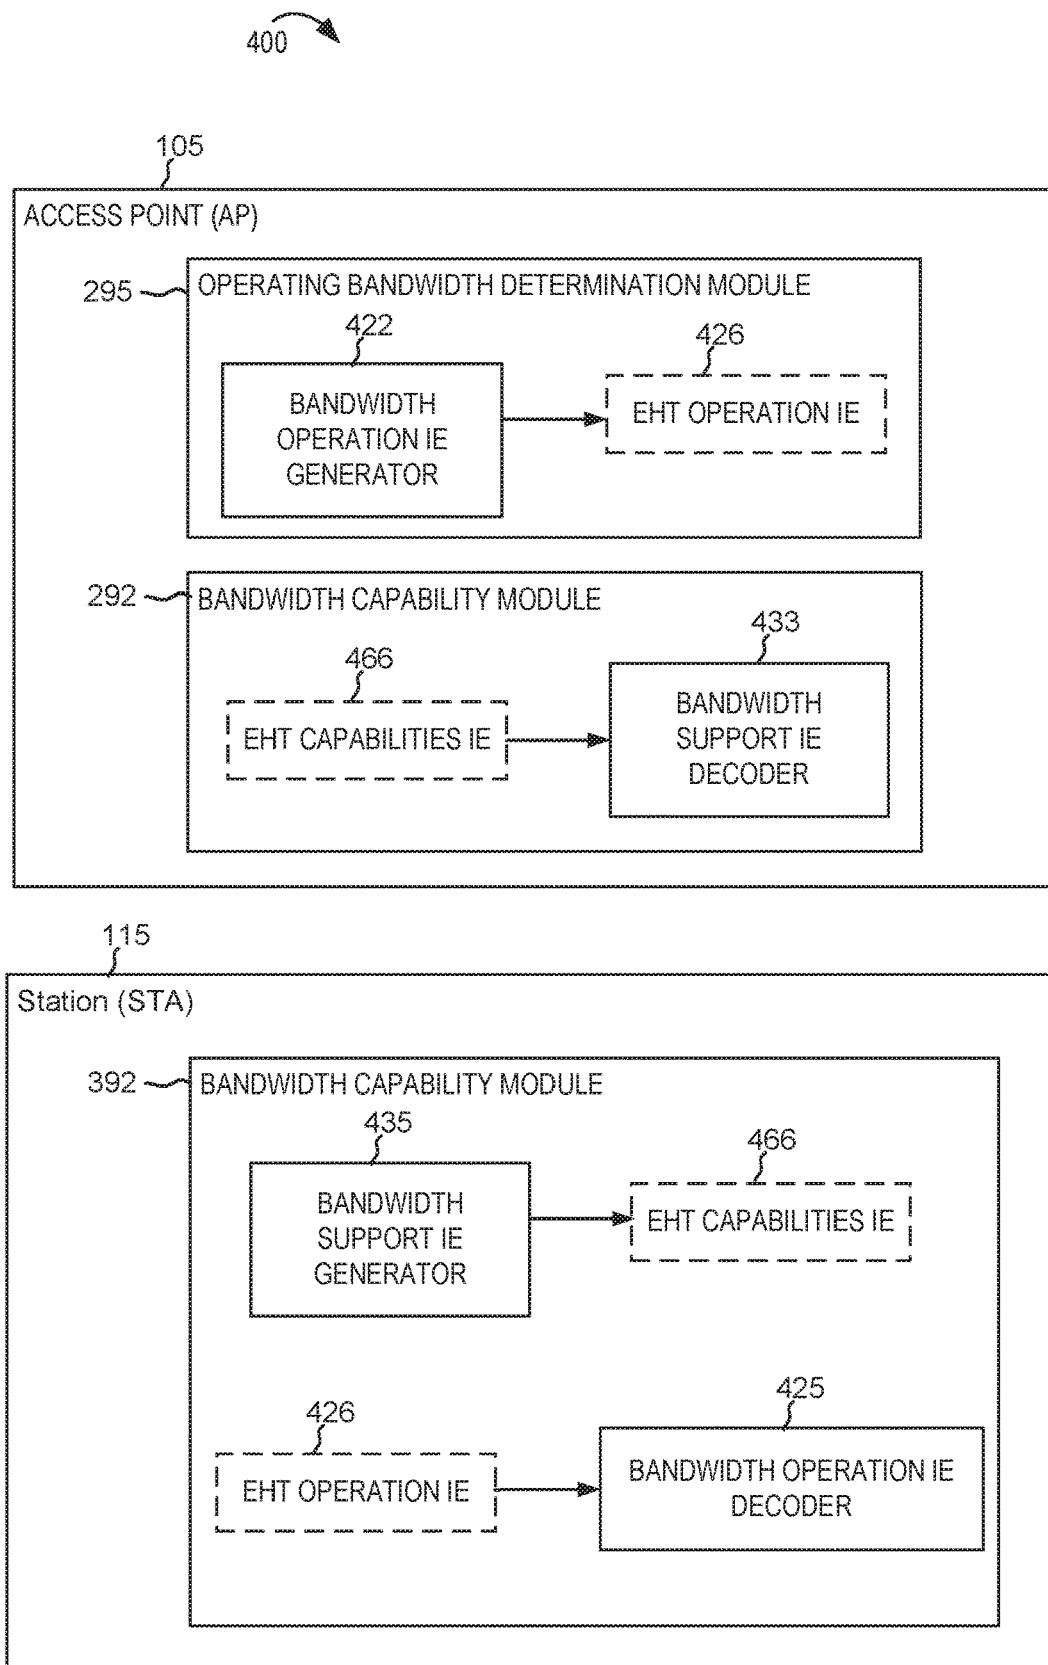 400
105
ACCESS POINT (AP)
295
OPERATING BANDWIDTH DETERMINATION MODULE
422
426
BANDWIDTH
OPERATION IE
GENERATOR
EHT OPERATION IE
292
BANDWIDTH CAPABILITY MODULE
433
466
EHT CAPABILITIES IE
BANDWIDTH
SUPPORT IE
DECODER
115
Station (STA)
392
BANDWIDTH CAPABILITY MODULE
435
466
BANDWIDTH
SUPPORT IE
GENERATOR
EHT CAPABILITIES IE
426
425
EHT OPERATION IE
BANDWIDTH OPERATION IE
DECODER